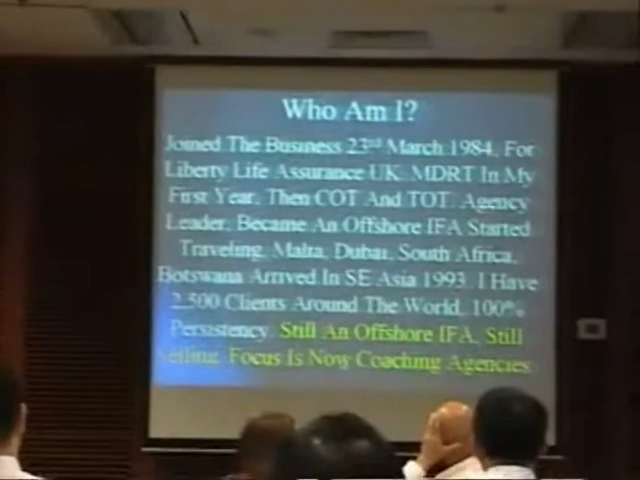 Who Am I?
Joined The Business 23rd March 1984, For
Liberty Life Assurance UK. MDRT In My
First Year, Then COT And TOT. Agency
Leader, Became An Offshore IFA Started
Traveling, Malta, Dubai, South Africa,
Botswana Arrived In SE Asia 1993. I Have
2,500 Clients Around The World, 100%
Persistency. Still An Offshore IFA, Still
Selling. Focus Is Now Coaching Agencies.